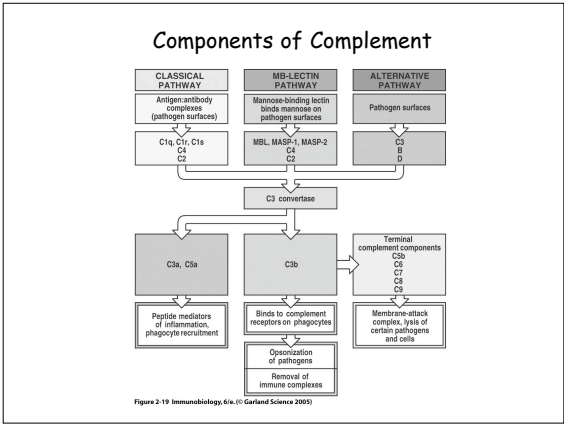 Components of Complement
CLASSICAL
PATHWAY
MB-LECTIN
PATHWAY
ALTERNATIVE
PATHWAY
Antigen:antibody
complexes
(pathogen surfaces)
Mannose-binding lectin
binds mannose on
pathogen surfaces
Pathogen surfaces
C1q, C1r, C1s
C4
C2
MBL, MASP-1, MASP-2
C4
C2
C3
B
D
C3 convertase
C3a, C5a
C3b
Terminal
complement components
C5b
C6
C7
C8
C9
Peptide mediators
of inflammation,
phagocyte recruitment
Binds to complement
receptors on phagocytes
Opsonization
of pathogens
Removal of
immune complexes
Membrane-attack
complex, lysis of
certain pathogens
and cells
Figure 2-19 Immunobiology, 6/e. (© Garland Science 2005)